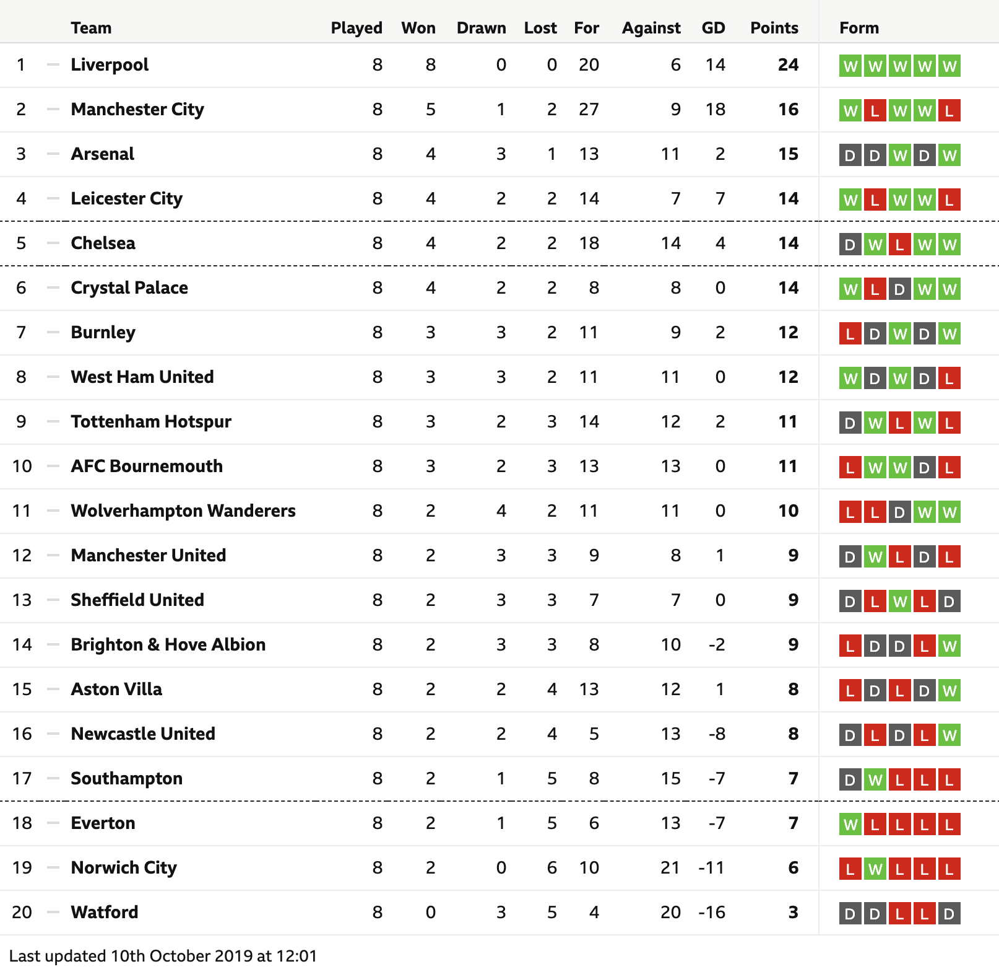 Team Played Won Drawn Lost For Against GD Points Form
1 Liverpool 8 8 0 0 20 6 14 24 W W W W W
2 Manchester City 8 5 1 2 27 9 18 16 W L W W L
3 Arsenal 8 4 3 1 13 11 2 15 D D W D W
4 Leicester City 8 4 2 2 14 7 7 14 W L W W L
5 Chelsea 8 4 2 2 18 14 4 14 D W L W W
6 Crystal Palace 8 4 2 2 8 8 0 14 W L D W W
7 Burnley 8 3 3 2 11 9 2 12 L D W D W
8 West Ham United 8 3 3 2 11 11 0 12 W D W D L
9 Tottenham Hotspur 8 3 2 3 14 12 2 11 D W L W L
10 AFC Bournemouth 8 3 2 3 13 13 0 11 L W W D L
11 Wolverhampton Wanderers 8 2 4 2 11 11 0 10 L L D W W
12 Manchester United 8 2 3 3 9 8 1 9 D W L D L
13 Sheffield United 8 2 3 3 7 7 0 9 D L W L D
14 Brighton & Hove Albion 8 2 3 3 8 10 -2 9 L D D L W
15 Aston Villa 8 2 2 4 13 12 1 8 L D L D W
16 Newcastle United 8 2 2 4 5 13 -8 8 D L D L W
17 Southampton 8 2 1 5 8 15 -7 7 D W L L L
18 Everton 8 2 1 5 6 13 -7 7 W L L L L
19 Norwich City 8 2 0 6 10 21 -11 6 L W L L L
20 Watford 8 0 3 5 4 20 -16 3 D D L L D
Last updated 10th October 2019 at 12:01